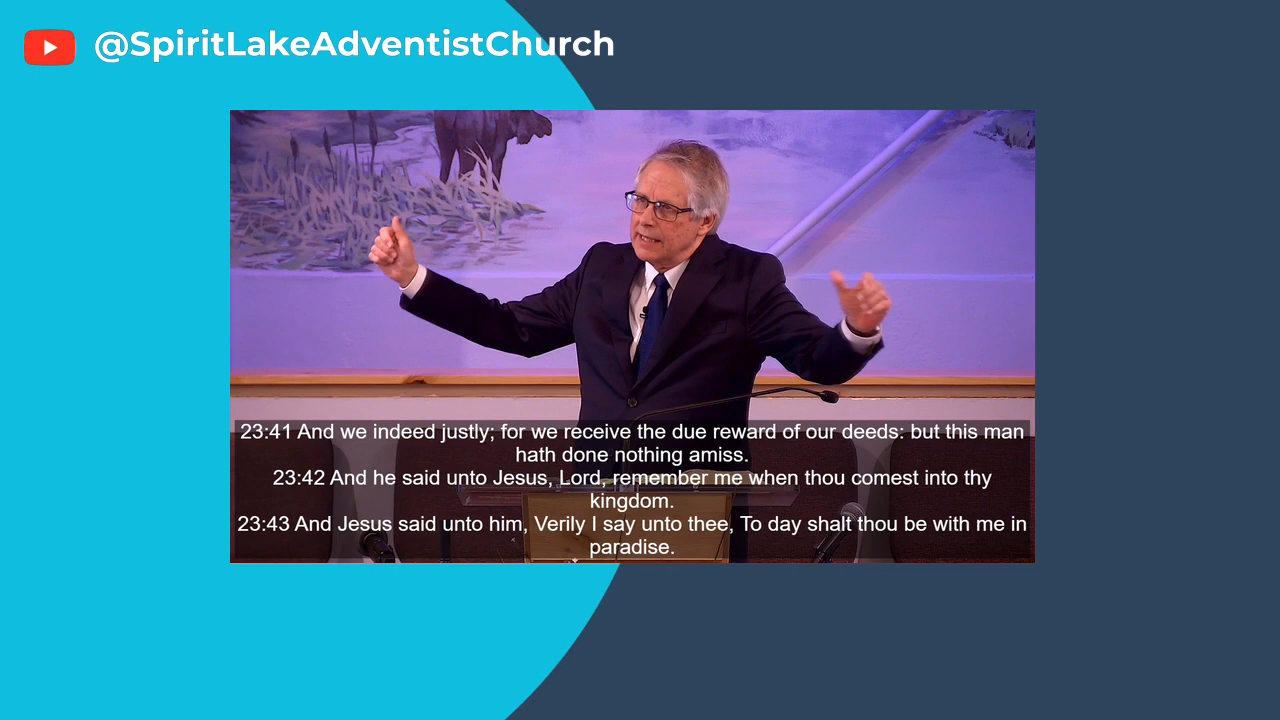 @SpiritLakeAdventistChurch
23:41 And we indeed justly; for we receive the due reward of our deeds: but this man
hath done nothing amiss.
23:42 And he said unto Jesus, Lord, remember me when thou comest into thy
kingdom.
23:43 And Jesus said unto him, Verily I say unto thee, To day shalt thou be with me in
paradise.